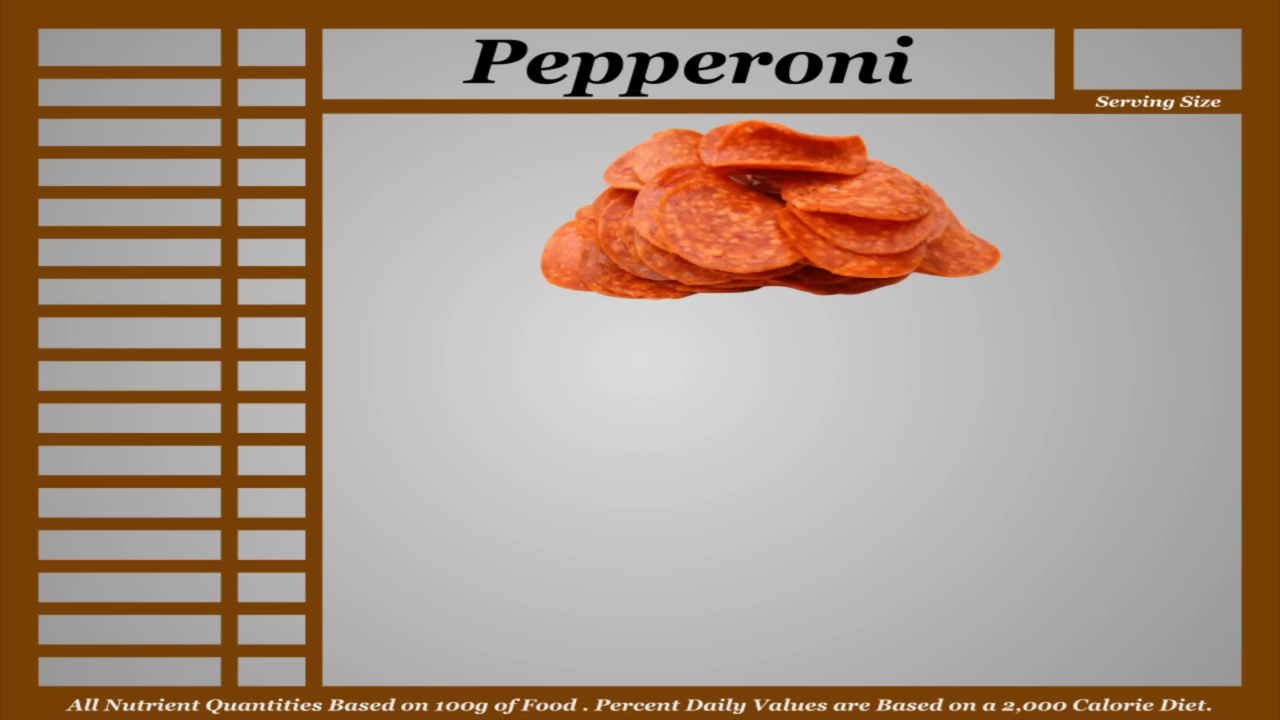 Pepperoni
Serving Size
All Nutrient Quantities Based on 100g of Food . Percent Daily Values are Based on a 2,000 Calorie Diet.